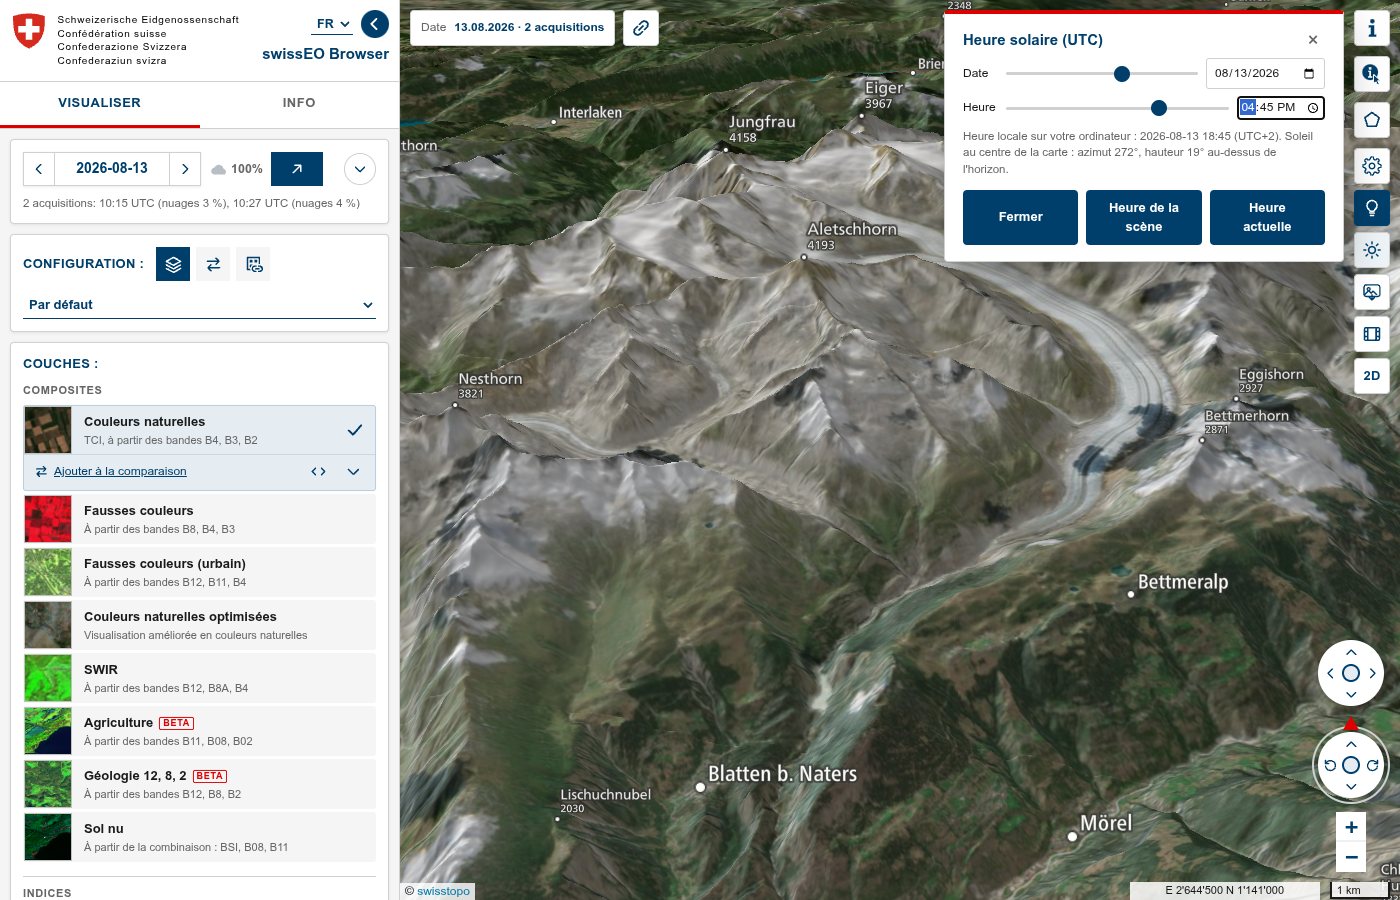 Schweizerische Eidgenossenschaft
Confédération suisse
Confederazione Svizzera
Confederaziun svizra
FR
swissEO Browser
VISUALISER
INFO
2026-08-13
100%
2 acquisitions: 10:15 UTC (nuages 3 %), 10:27 UTC (nuages 4 %)
CONFIGURATION :
Par défaut
COUCHES :
COMPOSITES
Couleurs naturelles
TCI, à partir des bandes B4, B3, B2
Ajouter à la comparaison
Fausses couleurs
À partir des bandes B8, B4, B3
Fausses couleurs (urbain)
À partir des bandes B12, B11, B4
Couleurs naturelles optimisées
Visualisation améliorée en couleurs naturelles
SWIR
À partir des bandes B12, B8A, B4
Agriculture BETA
À partir des bandes B11, B08, B02
Géologie 12, 8, 2 BETA
À partir des bandes B12, B8, B2
Sol nu
À partir de la combinaison : BSI, B08, B11
INDICES
Date 13.08.2026 · 2 acquisitions
2348
Brien
Eiger
3967
Interlaken
Jungfrau
4158
thorn
Aletschhorn
4193
Nesthorn
3821
Eggishorn
2927
Bettmerhorn
2871
Bettmeralp
Blatten b. Naters
Lischuchnubel
2030
Mörel
Heure solaire (UTC)
Date
08/13/2026
Heure
04:45 PM
Heure locale sur votre ordinateur : 2026-08-13 18:45 (UTC+2). Soleil
au centre de la carte : azimut 272°, hauteur 19° au-dessus de
l'horizon.
Fermer
Heure de la
scène
Heure
actuelle
2D
© swisstopo
E 2'644'500 N 1'141'000
1 km